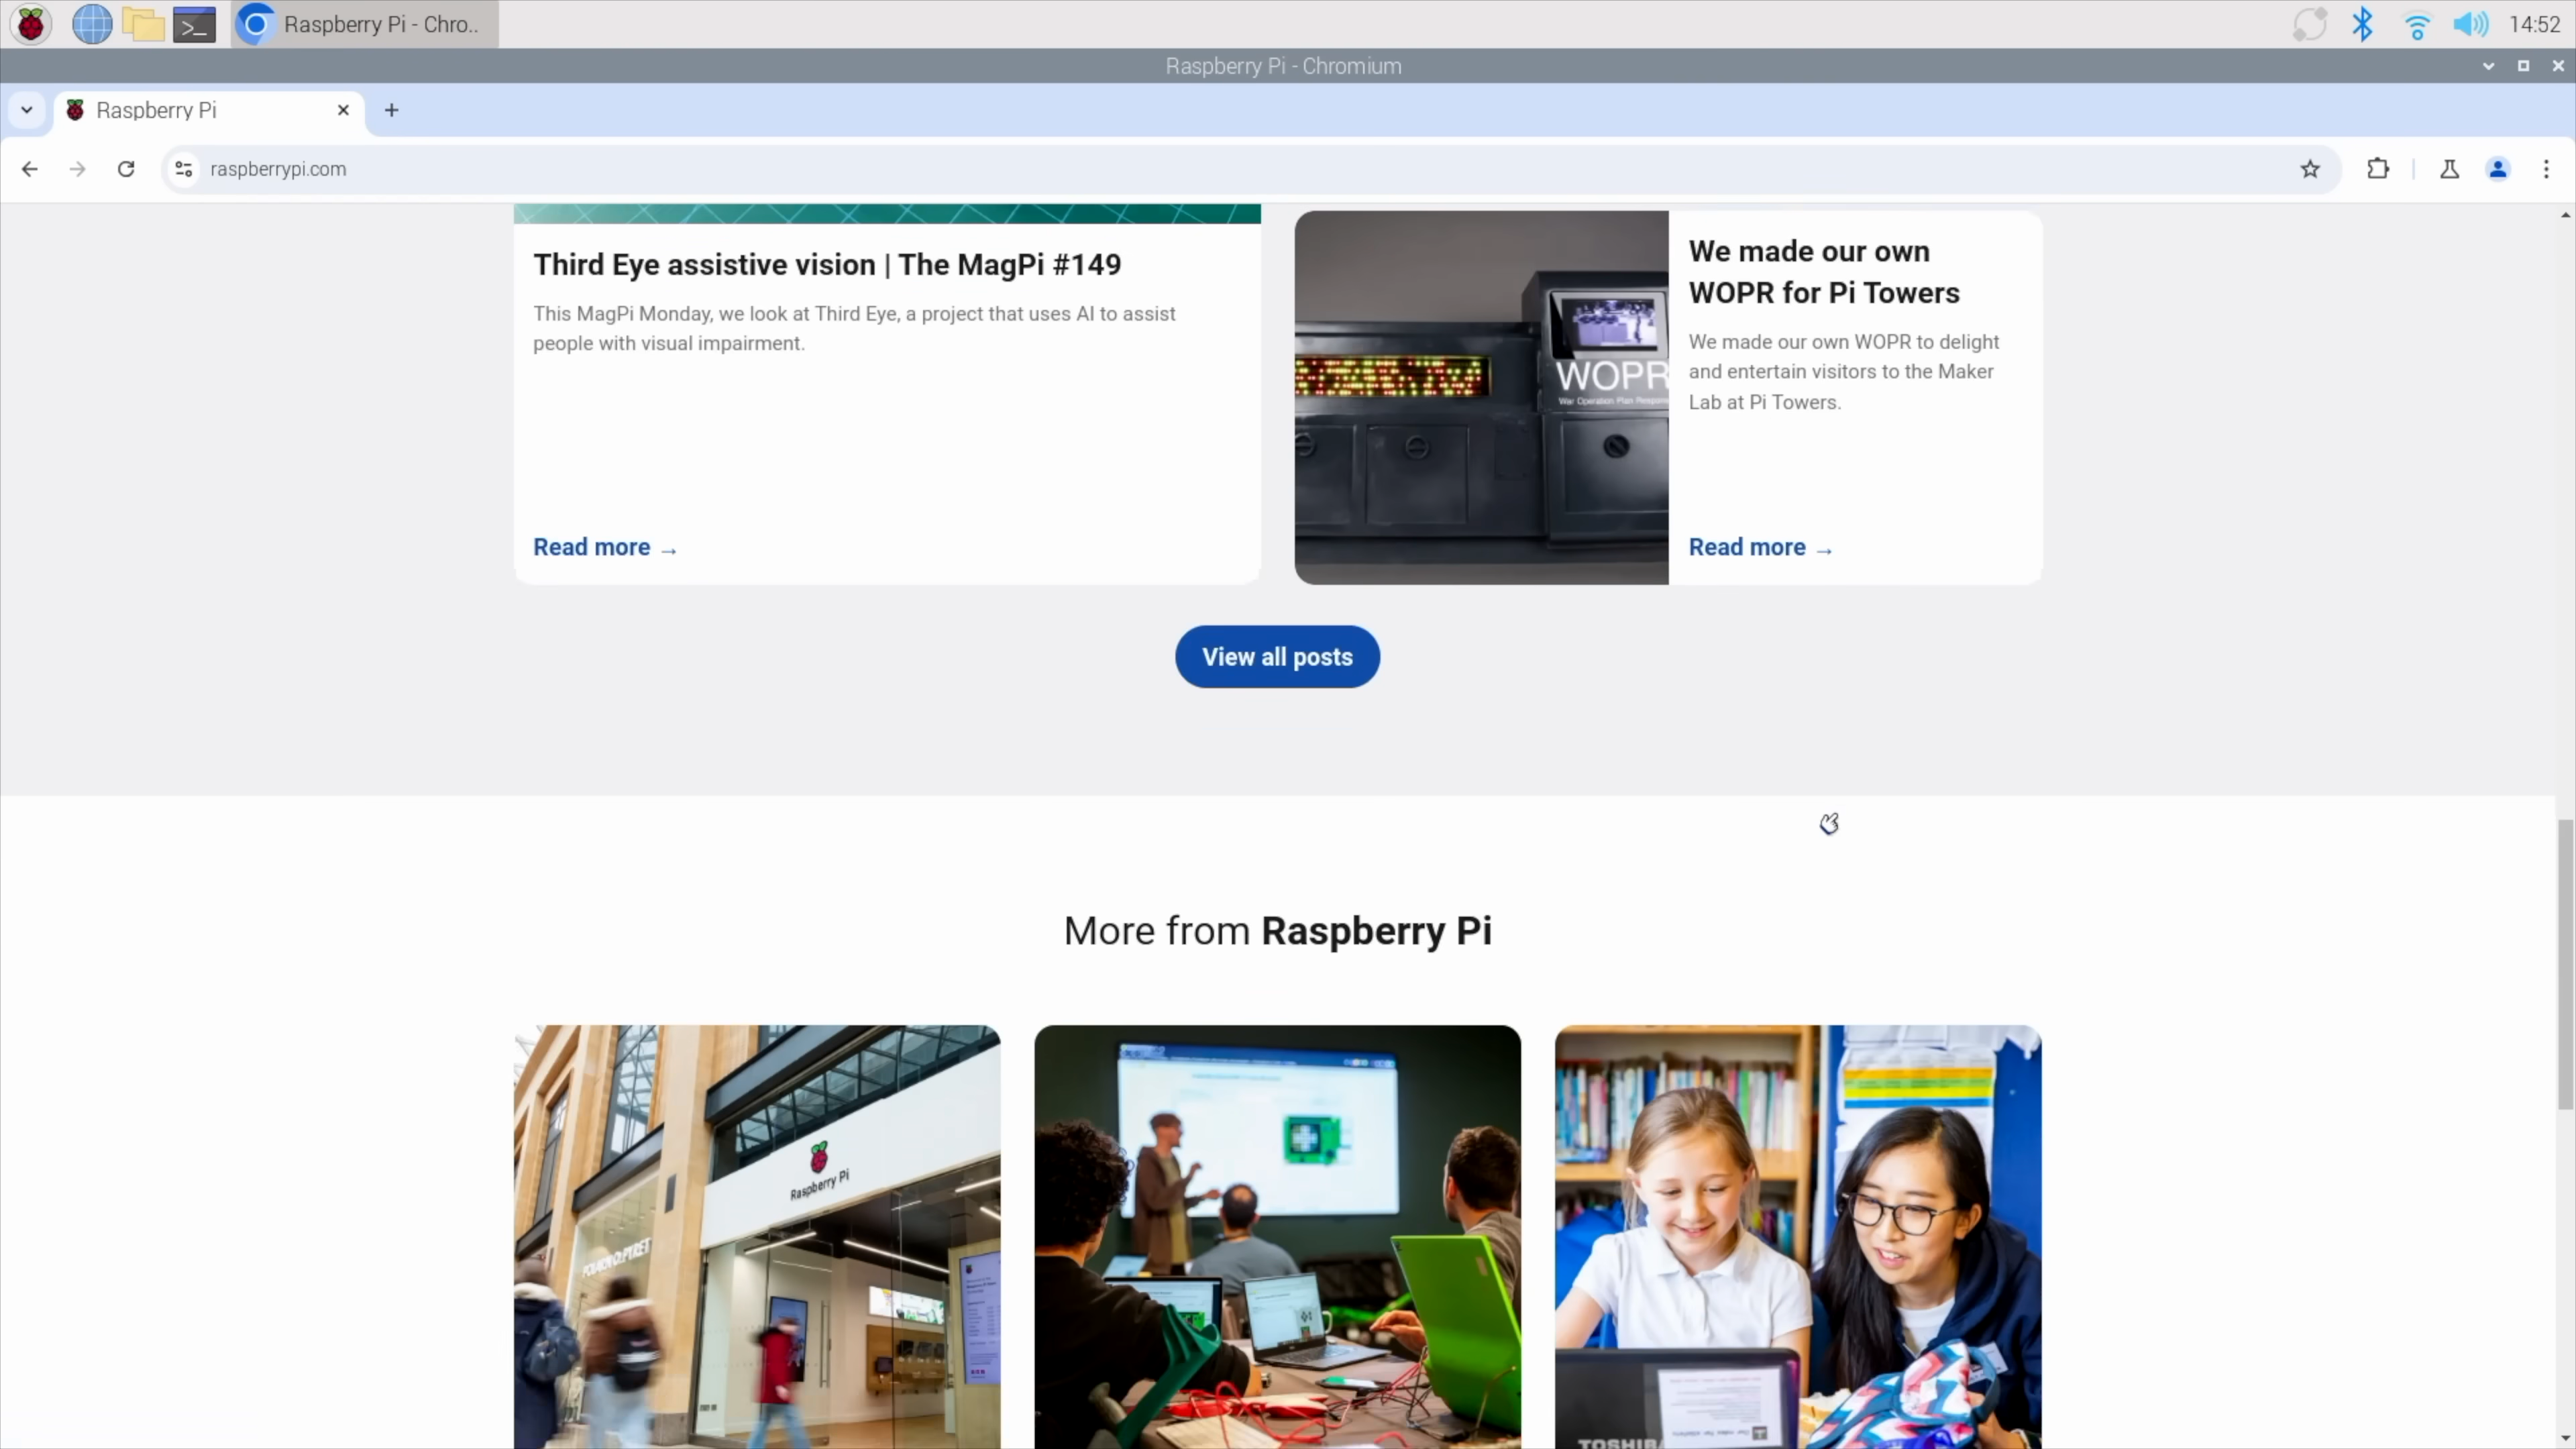 Raspberry Pi - Chro..
14:52
Raspberry Pi - Chromium
Raspberry Pi
raspberrypi.com
Third Eye assistive vision | The MagPi #149
This MagPi Monday, we look at Third Eye, a project that uses AI to assist
people with visual impairment.
Read more →
WOPR
We made our own
WOPR for Pi Towers
We made our own WOPR to delight
and entertain visitors to the Maker
Lab at Pi Towers.
Read more →
View all posts
More from Raspberry Pi
Raspberry Pi